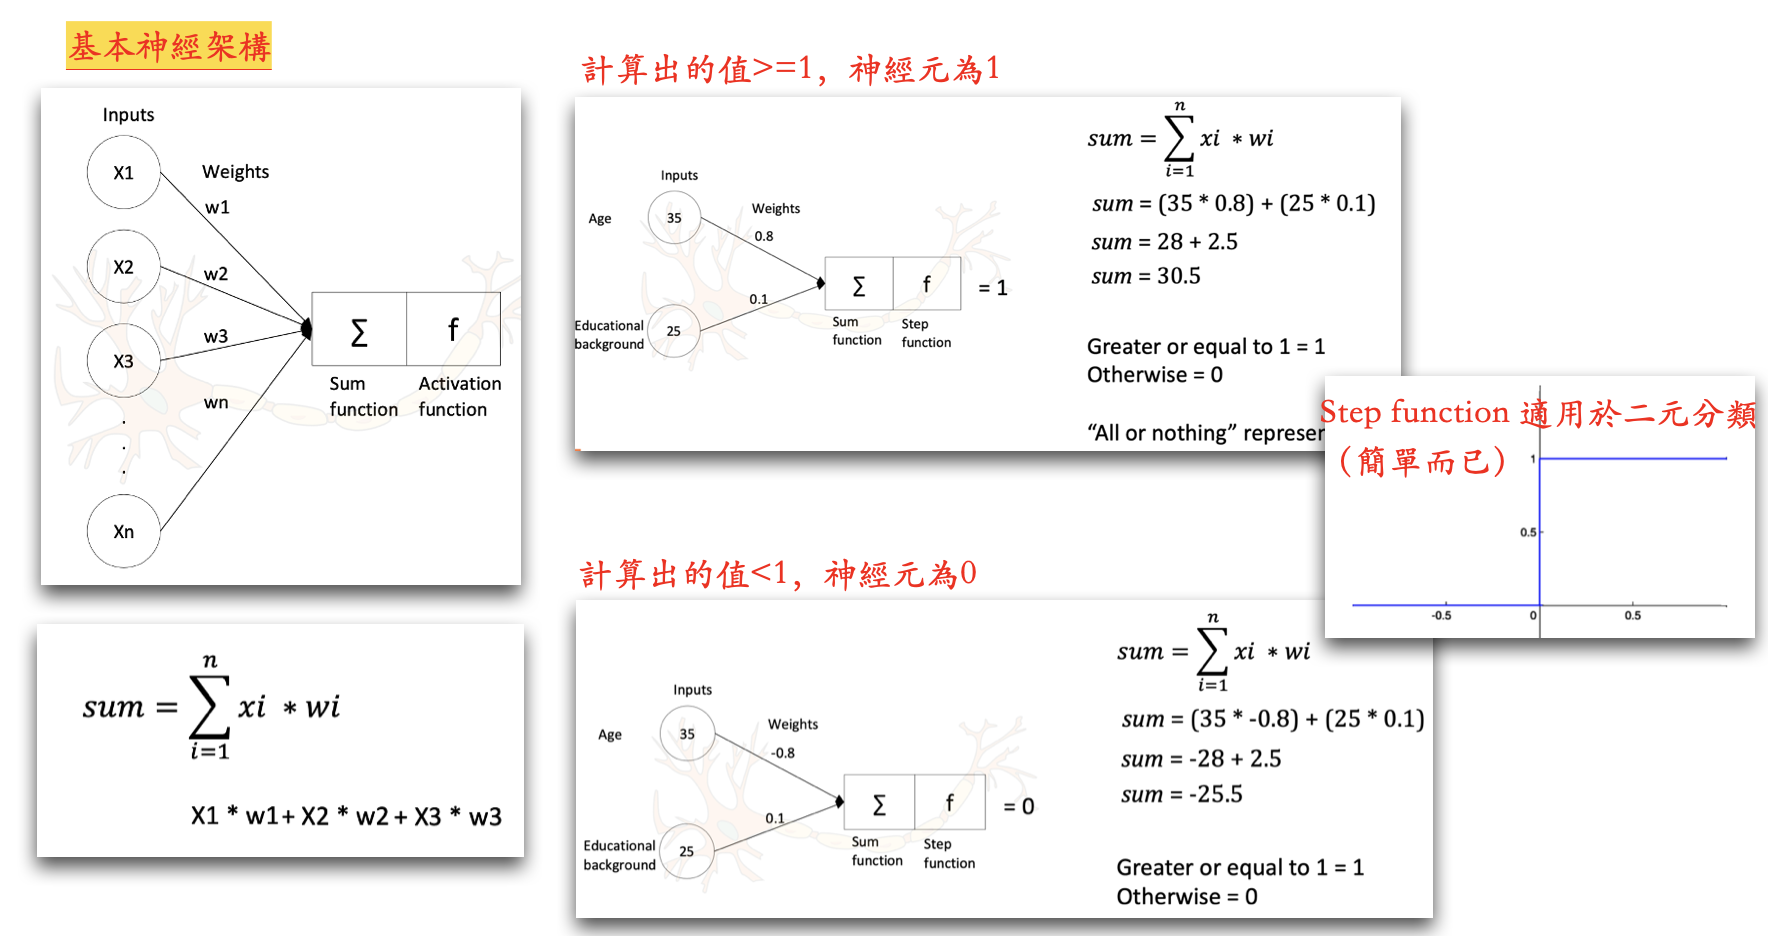 基本神經架構
Inputs
X1
Weights
w1
X2
w2
X3
w3
wn
.
.
.
Xn
Σ
f
Sum function
Activation function
n
sum = ∑ xi * wi
i=1
X1 * w1+ X2 * w2 + X3 * w3
計算出的值>=1，神經元為1
Inputs
Age
35
Weights
0.8
0.1
Educational background
25
Σ
f
= 1
Sum function
Step function
n
sum = ∑ xi * wi
i=1
sum = (35 * 0.8) + (25 * 0.1)
sum = 28 + 2.5
sum = 30.5
Greater or equal to 1 = 1
Otherwise = 0
“All or nothing”
Step function 適用於二元分類
（簡單而已）
1
0.5
-0.5
0
0.5
計算出的值<1，神經元為0
Inputs
Age
35
Weights
-0.8
0.1
Educational background
25
Σ
f
= 0
Sum function
Step function
n
sum = ∑ xi * wi
i=1
sum = (35 * -0.8) + (25 * 0.1)
sum = -28 + 2.5
sum = -25.5
Greater or equal to 1 = 1
Otherwise = 0